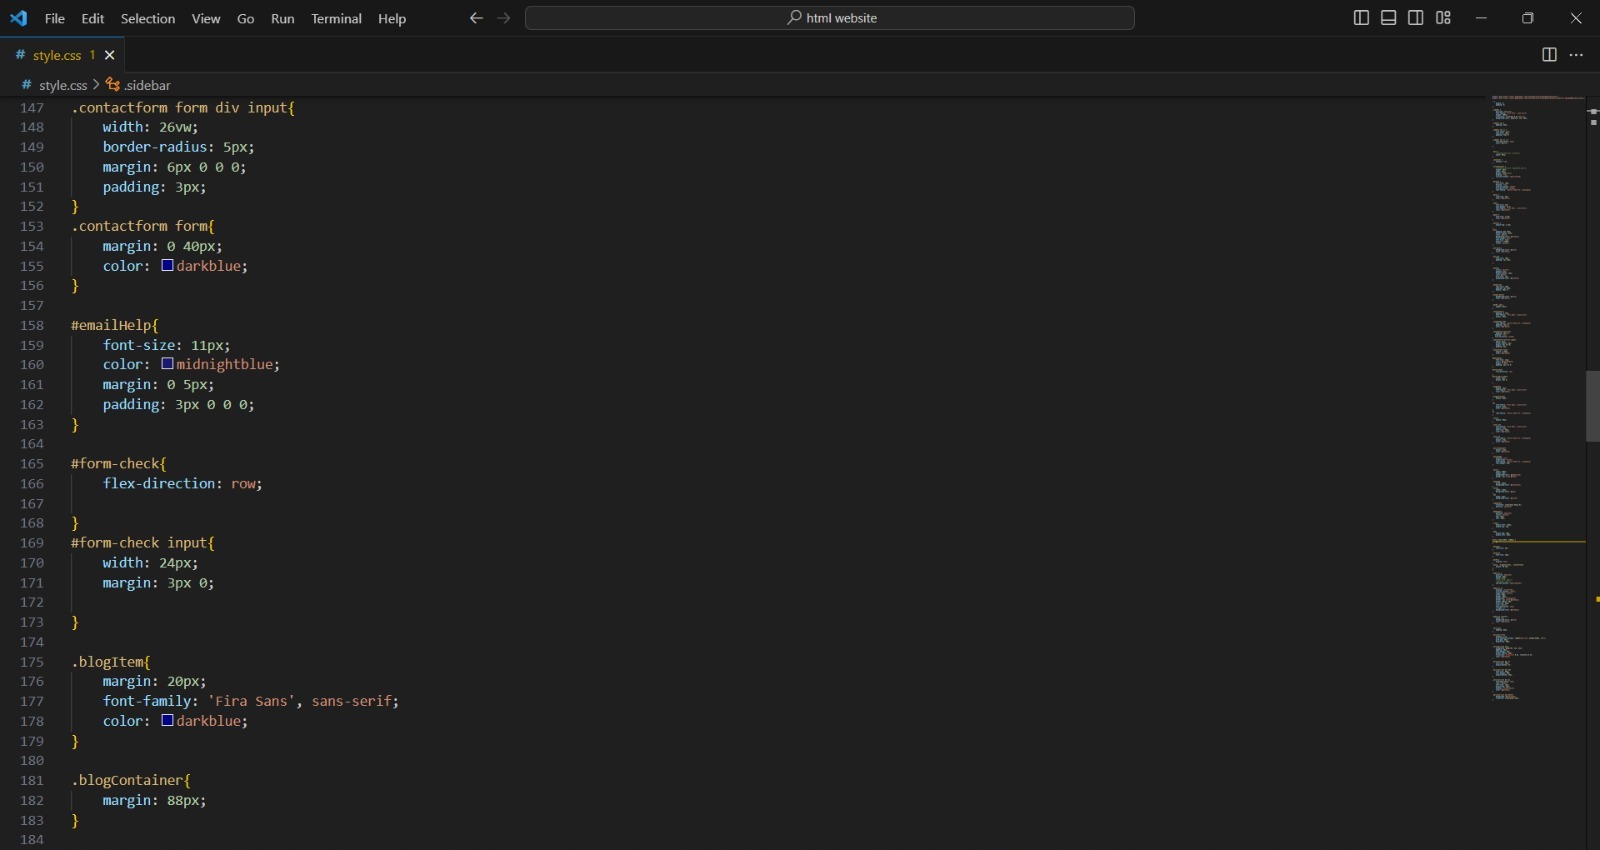 File Edit Selection View Go Run Terminal Help html website
# style.css 1
# style.css > .sidebar
147 .contactform form div input{
148 width: 26vw;
149 border-radius: 5px;
150 margin: 6px 0 0 0;
151 padding: 3px;
152 }
153 .contactform form{
154 margin: 0 40px;
155 color: darkblue;
156 }
157
158 #emailHelp{
159 font-size: 11px;
160 color: midnightblue;
161 margin: 0 5px;
162 padding: 3px 0 0 0;
163 }
164
165 #form-check{
166 flex-direction: row;
167
168 }
169 #form-check input{
170 width: 24px;
171 margin: 3px 0;
172
173 }
174
175 .blogItem{
176 margin: 20px;
177 font-family: 'Fira Sans', sans-serif;
178 color: darkblue;
179 }
180
181 .blogContainer{
182 margin: 88px;
183 }
184